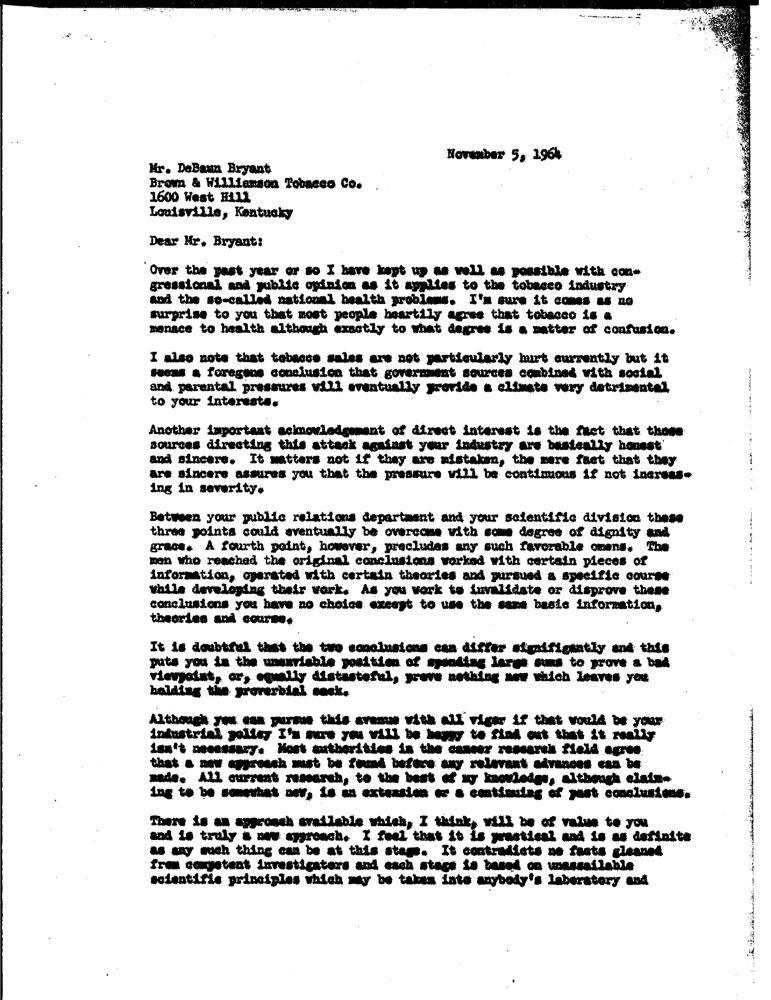 November 5, 1964
Mr. DeBaun Bryant
Brown & Williamson Tobacco Co.
1600 West Hill
Louisville, Kentucky
Dear Mr. Bryant:
Over the past year or so I have kept up as well as possible with con-
gressional and public opinion as it applies to the tobacco industry
and the so-called national health problems. I'm sure it comes as no
surprise to you that most people heartily agree that tobacco is a
menace to health although exactly to what degree is a matter of confusion.
I also note that tobacco sales are not particularly hurt currently but it
seems a foregone conclusion that government sources combined with social
and parental pressures will eventually provide a climate very detrimental
to your interests.
Another important acknowledgement of direct interest is the fact that those
sources directing this attack against your industry are basically honest
and sincere. It matters not if they are mistaken, the mere fact that they
are sincere assures you that the pressure will be continuous if not increas-
ing in severity.
Between your public relations department and your scientific division these
three points could eventually be overcome with some degree of dignity and
grace. A fourth point, however, precludes any such favorable omens. The
men who reached the original conclusions worked with certain pieces of
information, operated with certain theories and pursued a specific course
while developing their work. As you work to invalidate or disprove these
conclusions you have no choice except to use the same basic information,
theories and course.
It is doubtful that the two conclusions can differ signifigantly and this
puts you in the unenviable position of spending large sums to prove a bad
viewpoint, or, equally distasteful, prove nothing new which leaves you
holding the proverbial sack.
Although you can pursue this avenue with all vigor if that would be your
industrial policy I'm sure you will be happy to find out that it really
isn't necessary. Most authorities in the cancer research field agree
that a new approach must be found before any relevant advances can be
made. All current research, to the best of my knowledge, although claim-
ing to be somewhat new, is an extension or a continuing of past conclusions.
There is an approach available which, I think, will be of value to you
and is truly a new approach. I feel that it is practical and is as definite
as any such thing can be at this stage. It contradicts no facts gleaned
from competent investigators and each stage is based on unassailable
scientific principles which may be taken into anybody's laboratory and